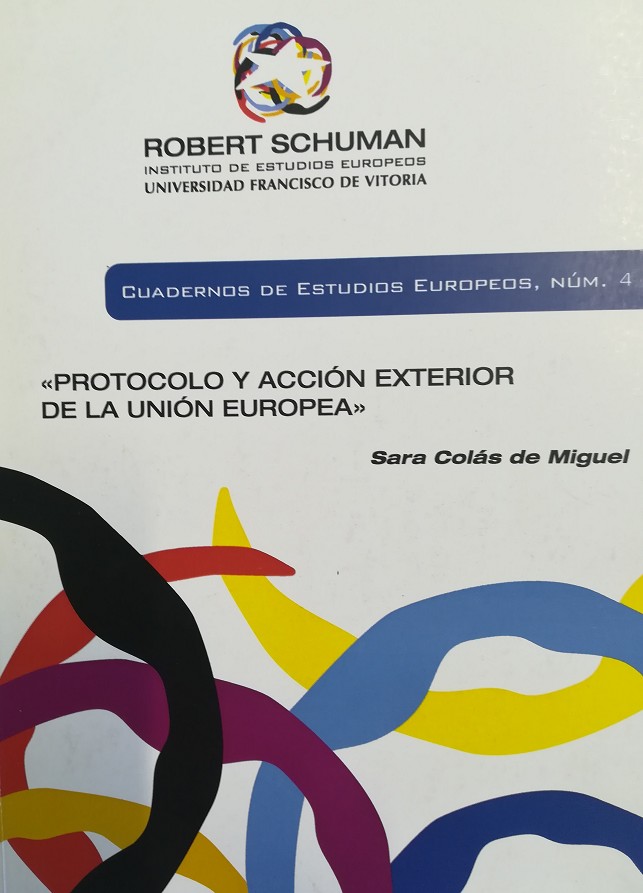 ROBERT SCHUMAN
INSTITUTO DE ESTUDIOS EUROPEOS
UNIVERSIDAD FRANCISCO DE VITORIA
CUADERNOS DE ESTUDIOS EUROPEOS, NÚM. 4
«PROTOCOLO Y ACCIÓN EXTERIOR
DE LA UNIÓN EUROPEA»
Sara Colás de Miguel